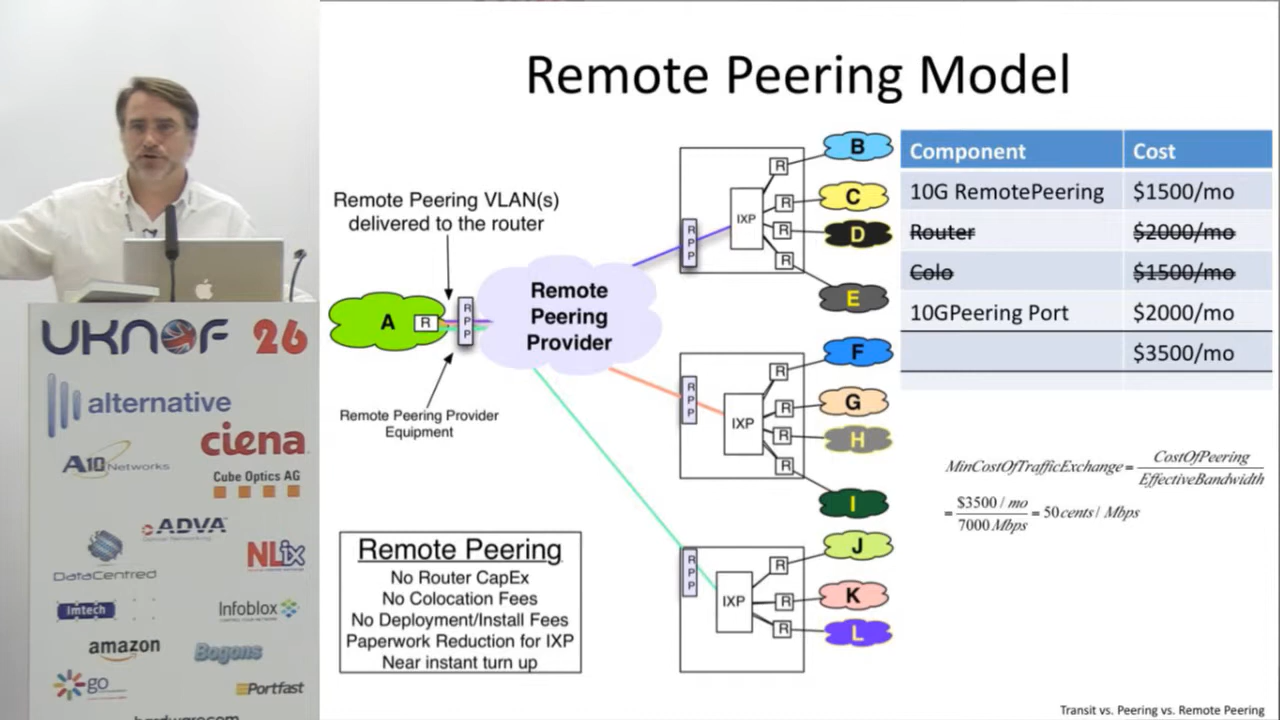 Remote Peering Model
Remote Peering VLAN(s)
delivered to the router
A
R
R
P
P
Remote
Peering
Provider
Remote Peering Provider
Equipment
Remote Peering
No Router CapEx
No Colocation Fees
No Deployment/Install Fees
Paperwork Reduction for IXP
Near instant turn up
R
P
P
IXP
R
R
R
R
B
C
D
E
R
P
P
IXP
R
R
R
R
F
G
H
I
R
P
P
IXP
R
R
R
J
K
L
Component Cost
10G RemotePeering $1500/mo
Router $2000/mo
Colo $1500/mo
10GPeering Port $2000/mo
$3500/mo
MinCostOfTrafficExchange = CostOfPeering
EffectiveBandwidth
= $3500 / mo
7000 Mbps
= 50cents / Mbps
Transit vs. Peering vs. Remote Peering
UKNOF 26
alternative
ciena
A10 Networks
Cube Optics AG
ADVA
Optical Networking
DataCentred
NLix
Imtech
Infoblox
amazon
Bogons
go
Portfast